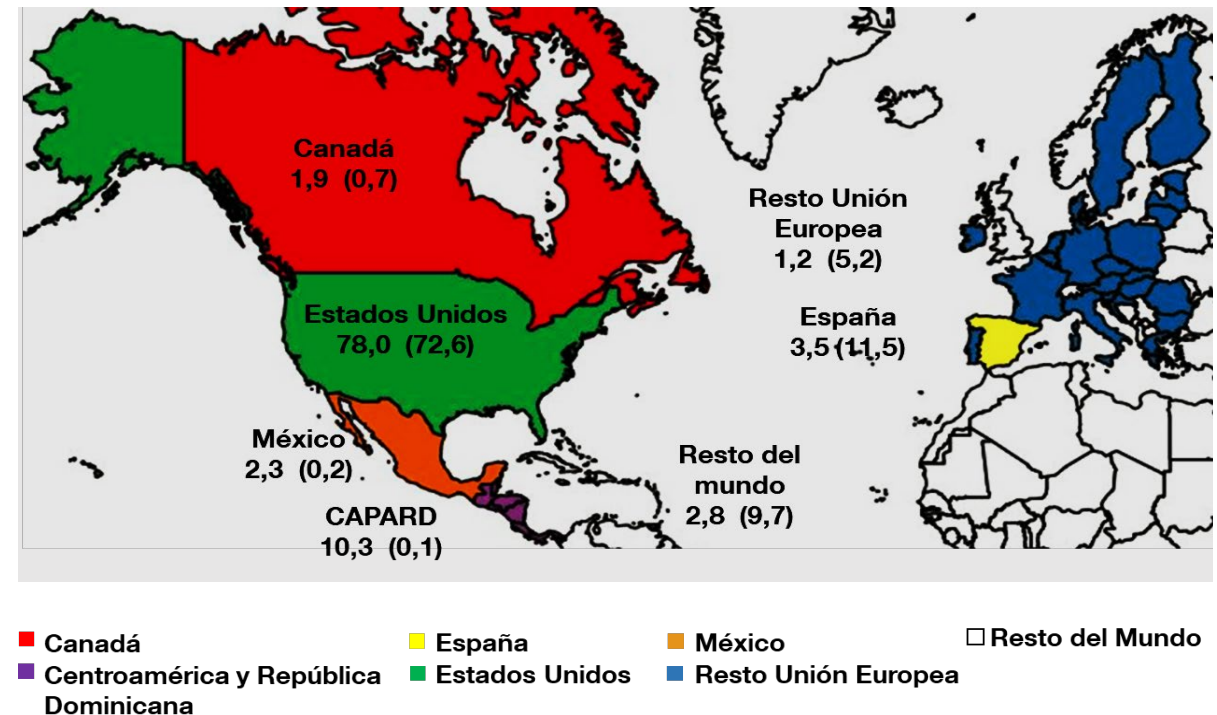 Canadá
1,9 (0,7)
Resto Unión
Europea
1,2 (5,2)
Estados Unidos
78,0 (72,6)
España
3,5 (11,5)
México
2,3 (0,2)
Resto del
mundo
2,8 (9,7)
CAPARD
10,3 (0,1)
Canadá
Centroamérica y República
Dominicana
España
Estados Unidos
México
Resto Unión Europea
Resto del Mundo